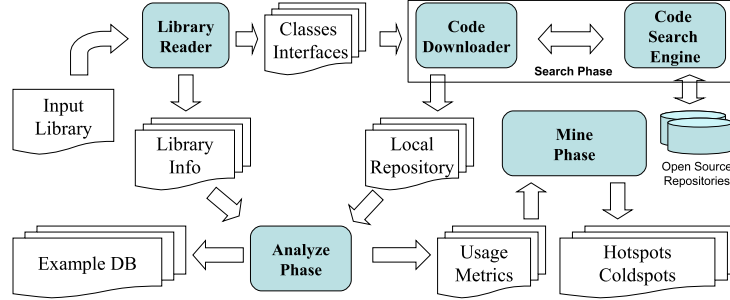 Library
Reader
Classes
Interfaces
Code
Downloader
Code
Search
Engine
Search Phase
Input
Library
Library
Info
Local
Repository
Mine
Phase
Open Source
Repositories
Example DB
Analyze
Phase
Usage
Metrics
Hotspots
Coldspots